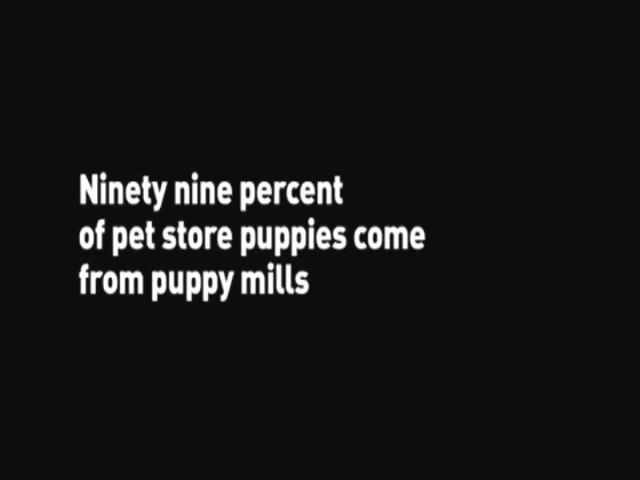 Ninety nine percent
of pet store puppies come
from puppy mills